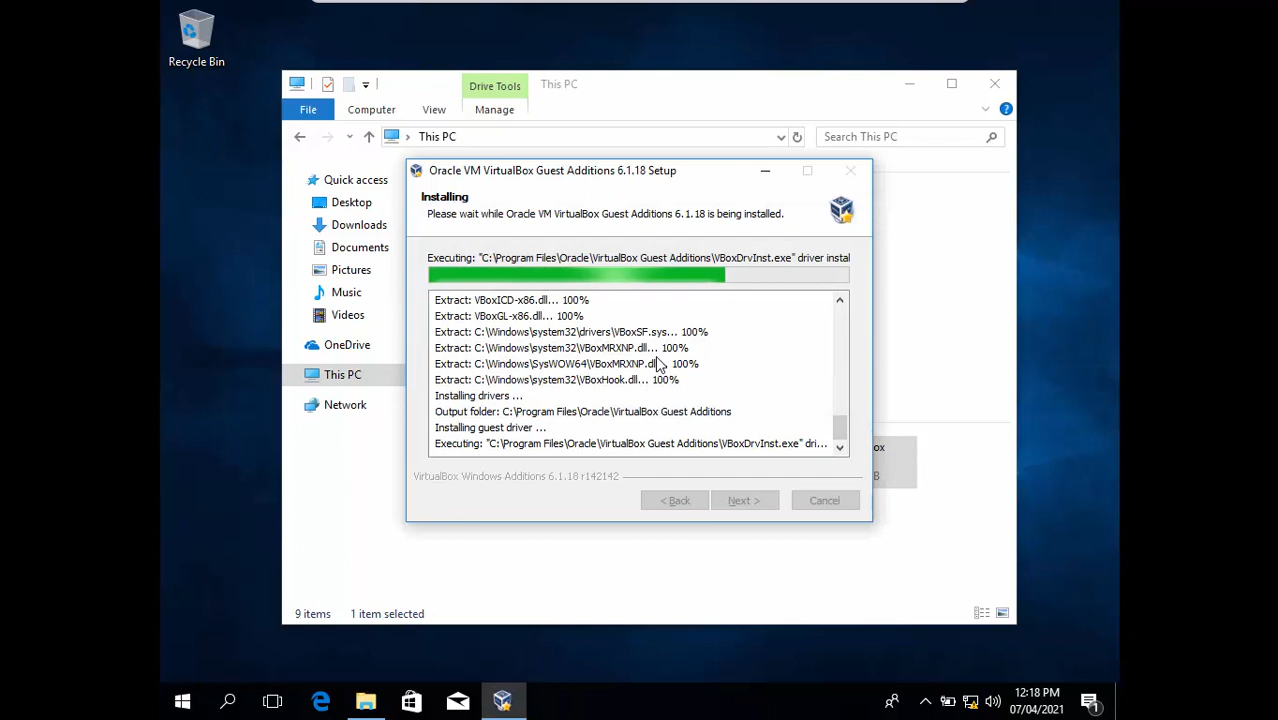 Recycle Bin
Drive Tools
This PC
File
Computer
View
Manage
This PC
Search This PC
Quick access
Desktop
Downloads
Documents
Pictures
Music
Videos
OneDrive
This PC
Network
Oracle VM VirtualBox Guest Additions 6.1.18 Setup
Installing
Please wait while Oracle VM VirtualBox Guest Additions 6.1.18 is being installed.
Executing: "C:\Program Files\Oracle\VirtualBox Guest Additions\VBoxDrvInst.exe" driver instal
Extract: VBoxICD-x86.dll... 100%
Extract: VBoxGL-x86.dll... 100%
Extract: C:\Windows\system32\drivers\VBoxSF.sys... 100%
Extract: C:\Windows\system32\VBoxMRXNP.dll... 100%
Extract: C:\Windows\SysWOW64\VBoxMRXNP.dll... 100%
Extract: C:\Windows\system32\VBoxHook.dll... 100%
Installing drivers ...
Output folder: C:\Program Files\Oracle\VirtualBox Guest Additions
Installing guest driver ...
Executing: "C:\Program Files\Oracle\VirtualBox Guest Additions\VBoxDrvInst.exe" dri...
ox
B
VirtualBox Windows Additions 6.1.18 r142142
< Back
Next >
Cancel
9 items
1 item selected
12:18 PM
07/04/2021
1